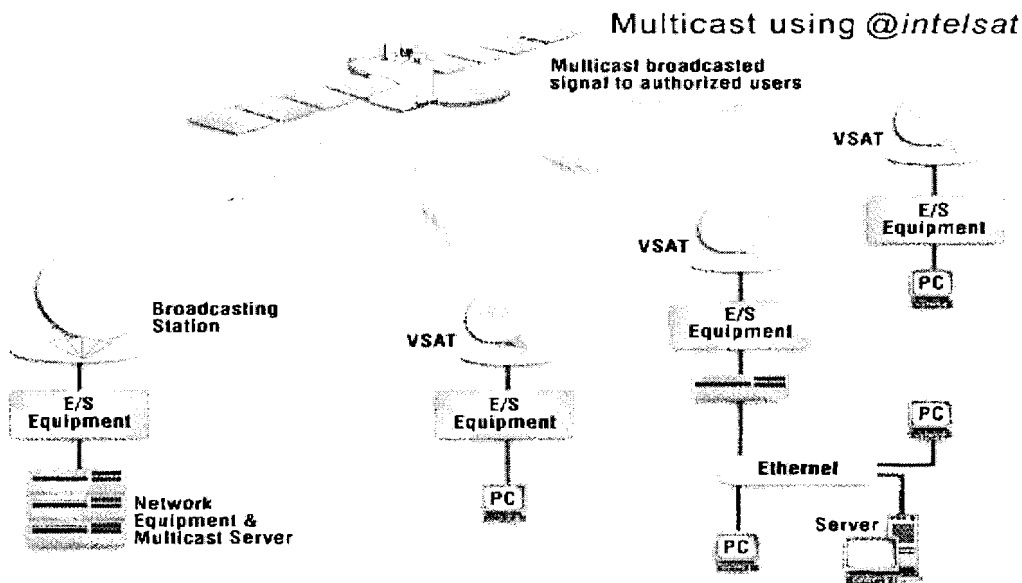 Multicast using @intelsat
Multicast broadcasted
signal to authorized users
VSAT
E/S
Equipment
PC
VSAT
E/S
Equipment
Broadcasting
Station
VSAT
E/S
Equipment
E/S
Equipment
PC
Ethernet
PC
Network
Equipment &
Multicast Server
Server
PC